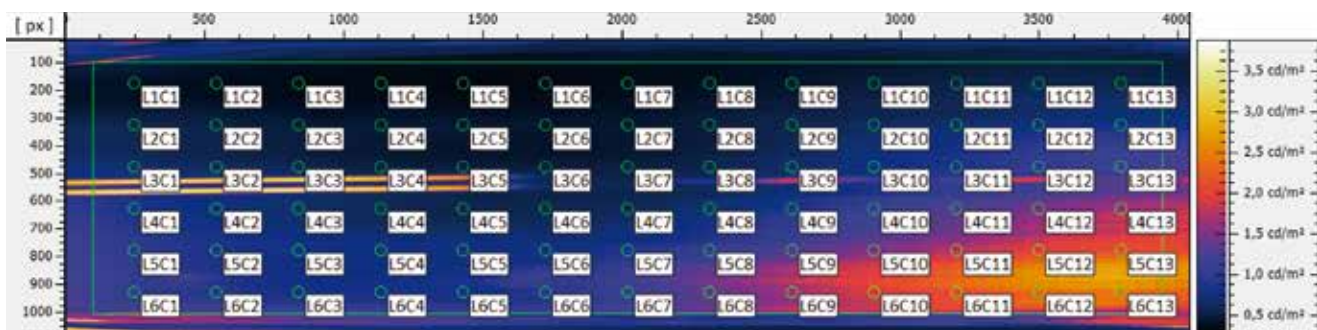 [ px ] 500 1000 1500 2000 2500 3000 3500 4000
100
200
300
400
500
600
700
800
900
1000
L1C1 L1C2 L1C3 L1C4 L1C5 L1C6 L1C7 L1C8 L1C9 L1C10 L1C11 L1C12 L1C13
L2C1 L2C2 L2C3 L2C4 L2C5 L2C6 L2C7 L2C8 L2C9 L2C10 L2C11 L2C12 L2C13
L3C1 L3C2 L3C3 L3C4 L3C5 L3C6 L3C7 L3C8 L3C9 L3C10 L3C11 L3C12 L3C13
L4C1 L4C2 L4C3 L4C4 L4C5 L4C6 L4C7 L4C8 L4C9 L4C10 L4C11 L4C12 L4C13
L5C1 L5C2 L5C3 L5C4 L5C5 L5C6 L5C7 L5C8 L5C9 L5C10 L5C11 L5C12 L5C13
L6C1 L6C2 L6C3 L6C4 L6C5 L6C6 L6C7 L6C8 L6C9 L6C10 L6C11 L6C12 L6C13
3,5 cd/m²
3,0 cd/m²
2,5 cd/m²
2,0 cd/m²
1,5 cd/m²
1,0 cd/m²
0,5 cd/m²